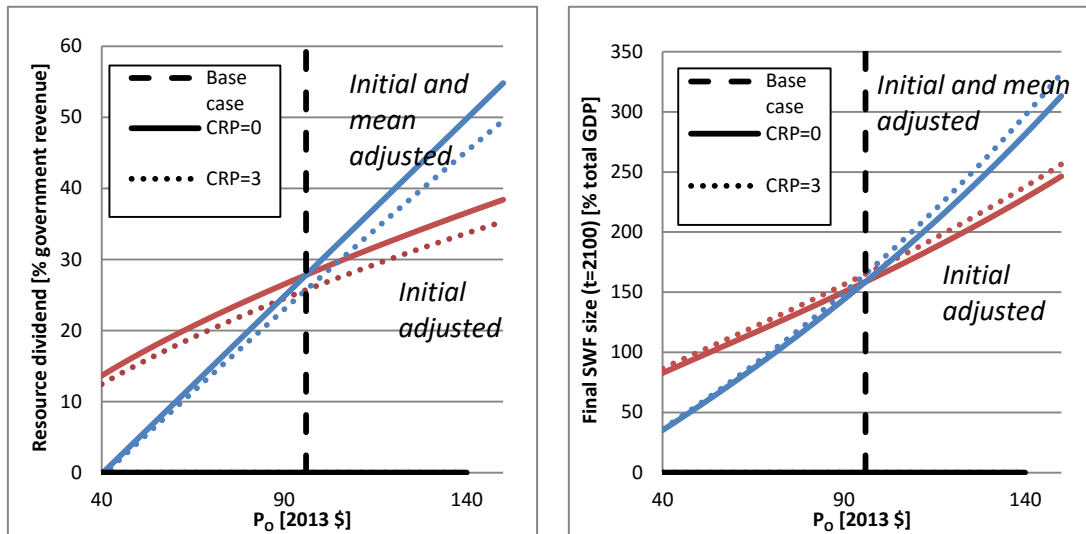 Resource dividend [% government revenue]
60
50
40
30
20
10
0
Base
case
CRP=0
CRP=3
Initial and
mean
adjusted
Initial
adjusted
40
90
140
P_O [2013 $]
Final SWF size (t=2100) [% total GDP]
350
300
250
200
150
100
50
0
Base
case
CRP=0
CRP=3
Initial and mean
adjusted
Initial
adjusted
40
90
140
P_O [2013 $]